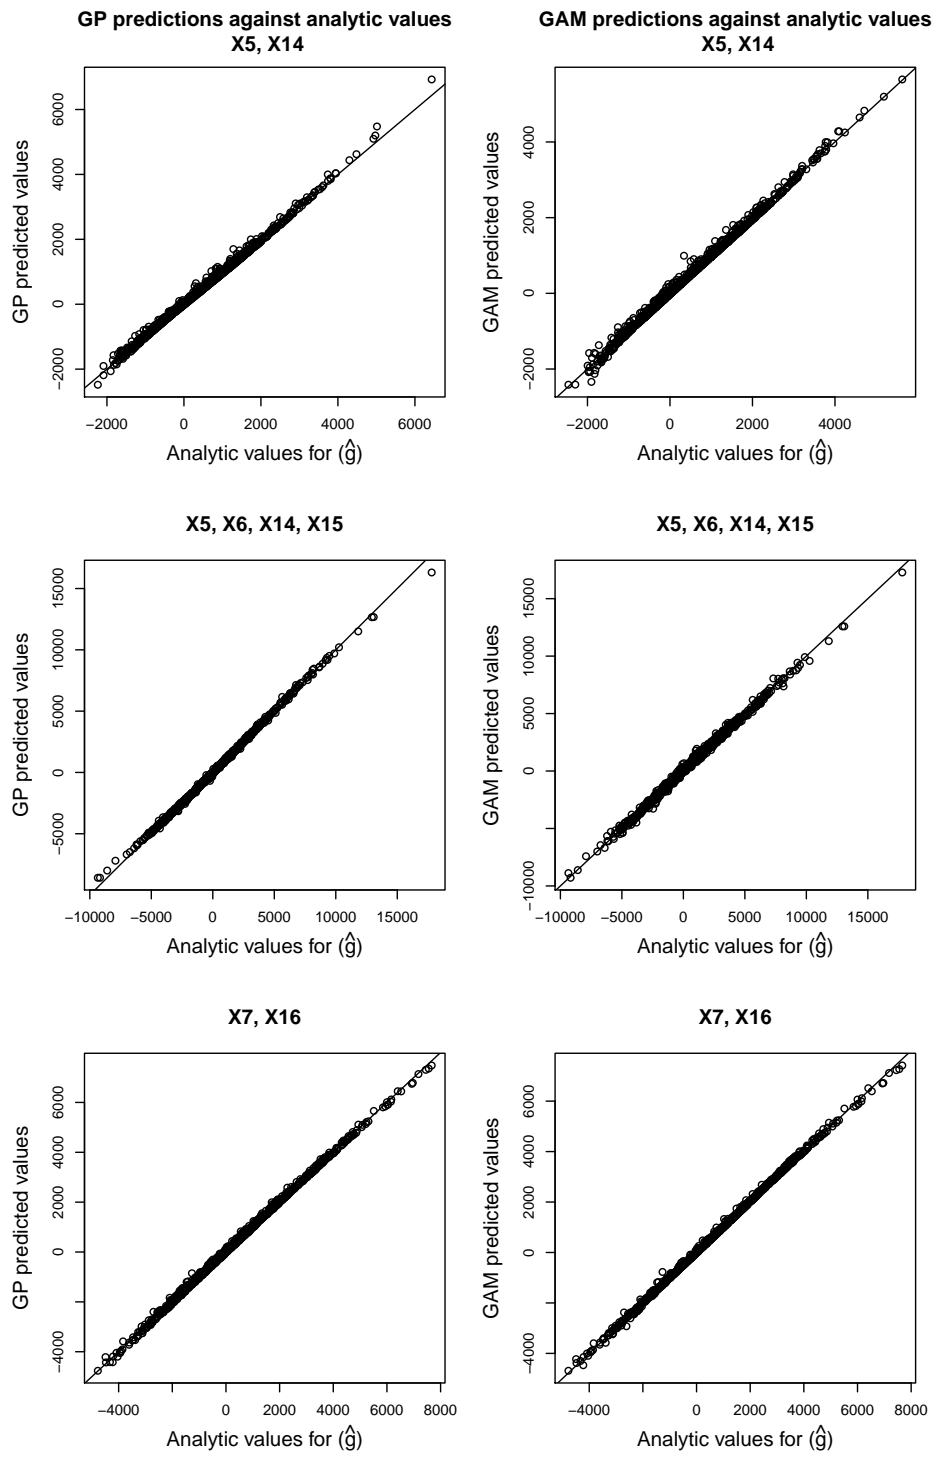 GP predictions against analytic values
X5, X14
GP predicted values
−2000 0 2000 4000 6000
−2000 0 2000 4000 6000
Analytic values for (ĝ)
GAM predictions against analytic values
X5, X14
GAM predicted values
−2000 0 2000 4000
−2000 0 2000 4000
Analytic values for (ĝ)
X5, X6, X14, X15
GP predicted values
−5000 0 5000 10000 15000
−10000 −5000 0 5000 10000 15000
Analytic values for (ĝ)
X5, X6, X14, X15
GAM predicted values
−10000 0 5000 10000 15000
−10000 −5000 0 5000 10000 15000
Analytic values for (ĝ)
X7, X16
GP predicted values
−4000 0 2000 4000 6000
−4000 0 2000 4000 6000 8000
Analytic values for (ĝ)
X7, X16
GAM predicted values
−4000 0 2000 4000 6000
−4000 0 2000 4000 6000 8000
Analytic values for (ĝ)